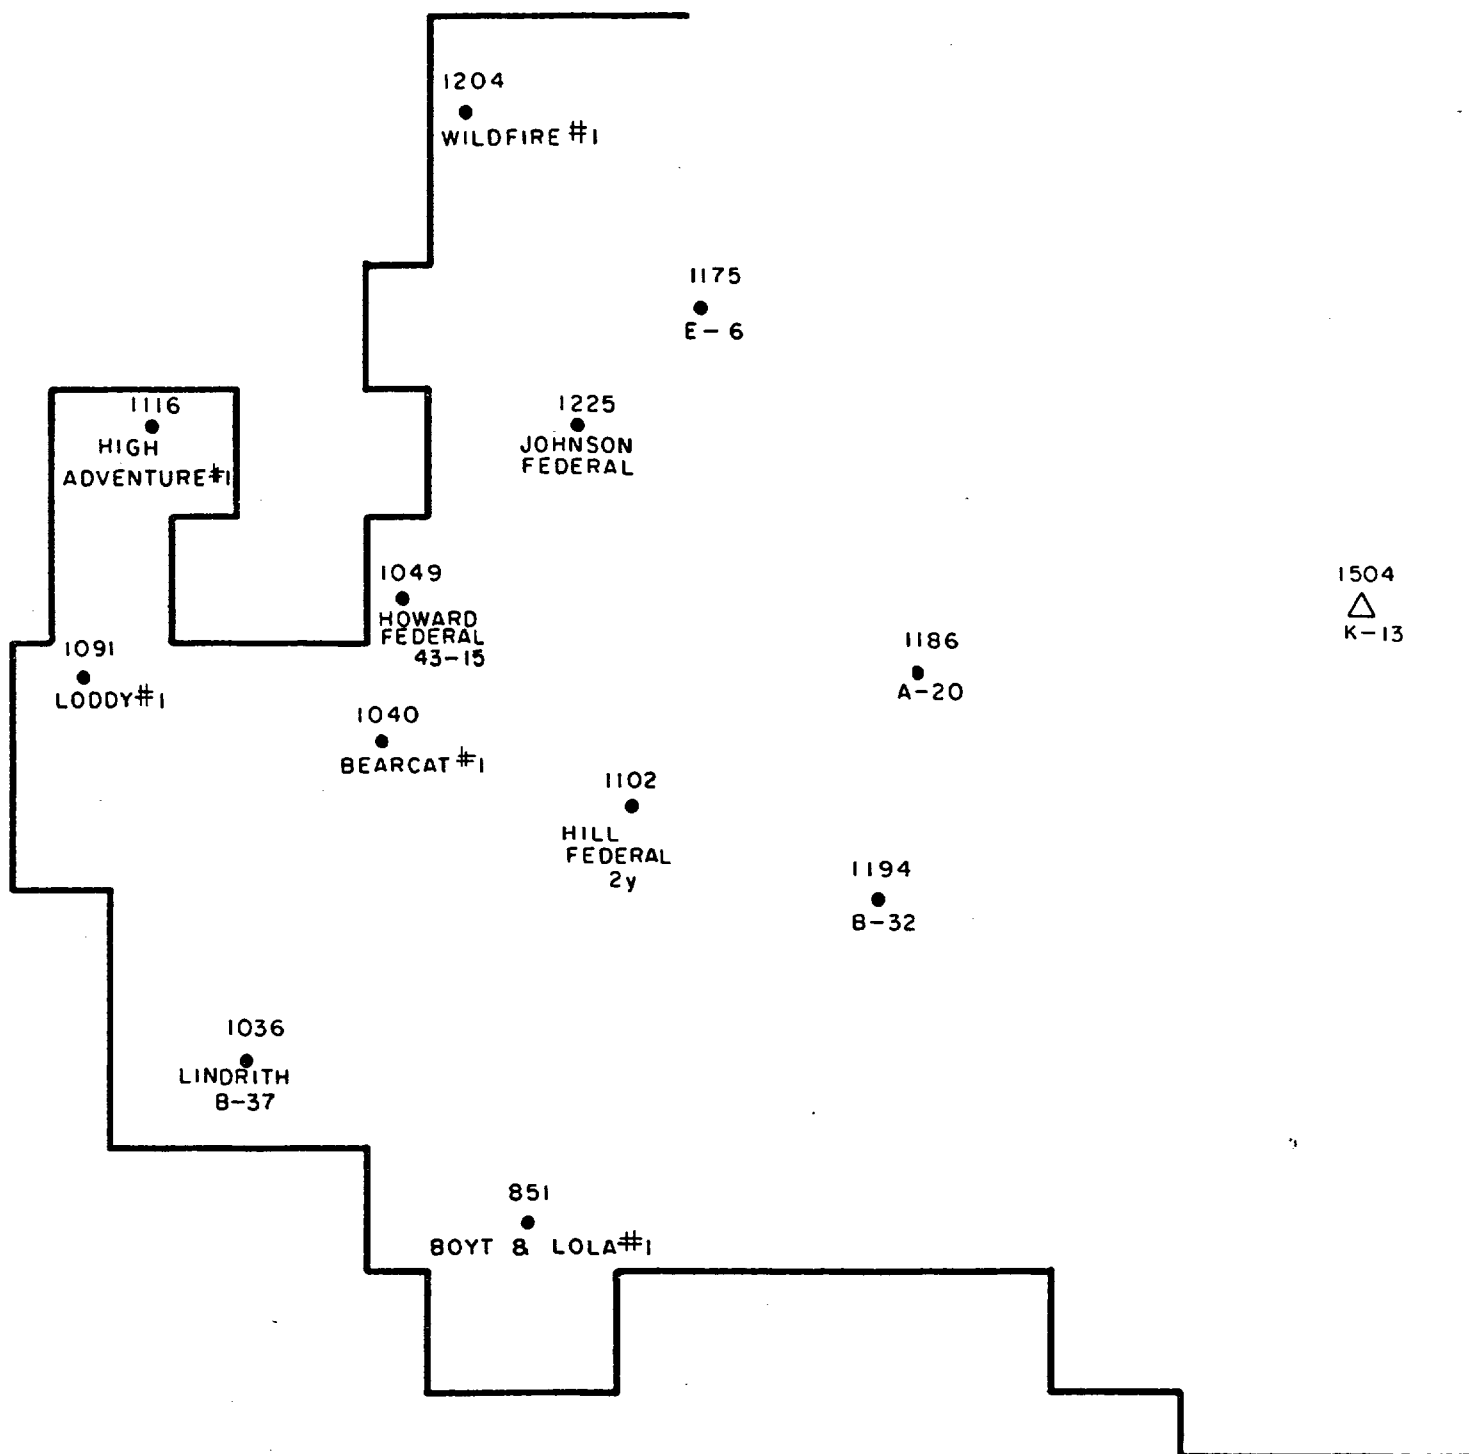 1204
WILDFIRE #1
1175
E-6
1116
HIGH
ADVENTURE#1
1225
JOHNSON
FEDERAL
1049
HOWARD
FEDERAL
43-15
1504
K-13
1091
LODDY#1
1186
A-20
1040
BEARCAT #1
1102
HILL
FEDERAL
2y
1194
B-32
1036
LINDRITH
B-37
851
BOYT & LOLA#1